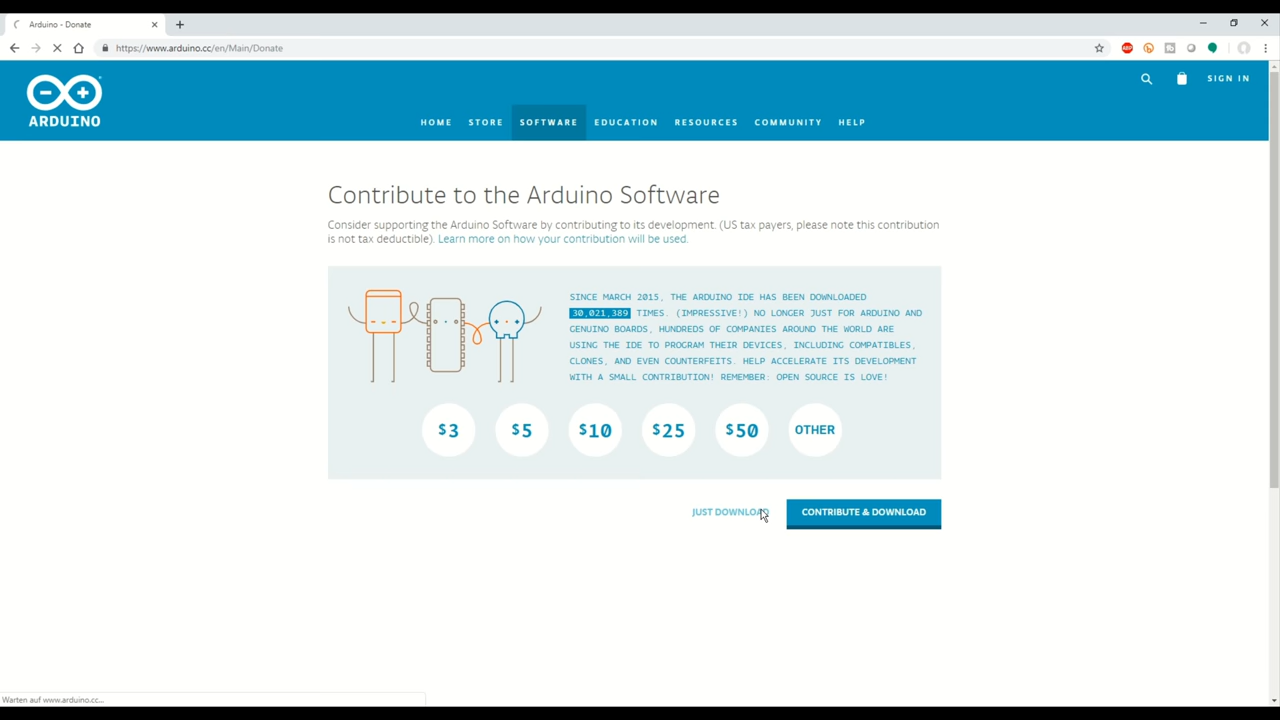 Arduino - Donate
https://www.arduino.cc/en/Main/Donate
ABP
ARDUINO
SIGN IN
HOME STORE SOFTWARE EDUCATION RESOURCES COMMUNITY HELP
Contribute to the Arduino Software
Consider supporting the Arduino Software by contributing to its development. (US tax payers, please note this contribution
is not tax deductible). Learn more on how your contribution will be used.
SINCE MARCH 2015, THE ARDUINO IDE HAS BEEN DOWNLOADED
30,021,389 TIMES. (IMPRESSIVE!) NO LONGER JUST FOR ARDUINO AND
GENUINO BOARDS, HUNDREDS OF COMPANIES AROUND THE WORLD ARE
USING THE IDE TO PROGRAM THEIR DEVICES, INCLUDING COMPATIBLES,
CLONES, AND EVEN COUNTERFEITS. HELP ACCELERATE ITS DEVELOPMENT
WITH A SMALL CONTRIBUTION! REMEMBER: OPEN SOURCE IS LOVE!
$3 $5 $10 $25 $50 OTHER
JUST DOWNLOAD CONTRIBUTE & DOWNLOAD
Warten auf www.arduino.cc...